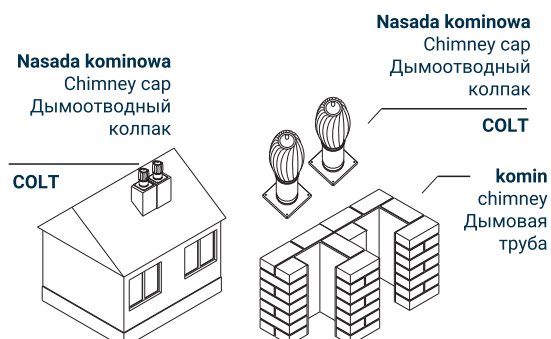 Nasada kominowa
Chimney cap
Дымоотводный
колпак
COLT
Nasada kominowa
Chimney cap
Дымоотводный
колпак
COLT
komin
chimney
Дымовая
труба